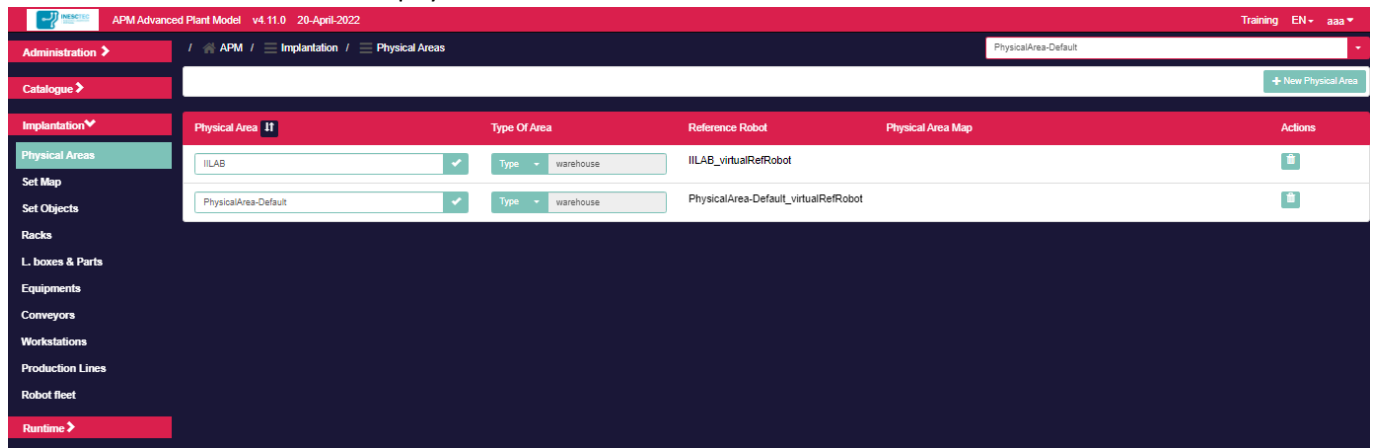 INESCTEC APM Advanced Plant Model v4.11.0 20-April-2022 Training EN aaa
Administration / APM / Implantation / Physical Areas PhysicalArea-Default
Catalogue + New Physical Area
Implantation Physical Area Type Of Area Reference Robot Physical Area Map Actions
Physical Areas IILAB Type warehouse IILAB_virtualRefRobot
Set Map
Set Objects PhysicalArea-Default Type warehouse PhysicalArea-Default_virtualRefRobot
Racks
L. boxes & Parts
Equipments
Conveyors
Workstations
Production Lines
Robot fleet
Runtime